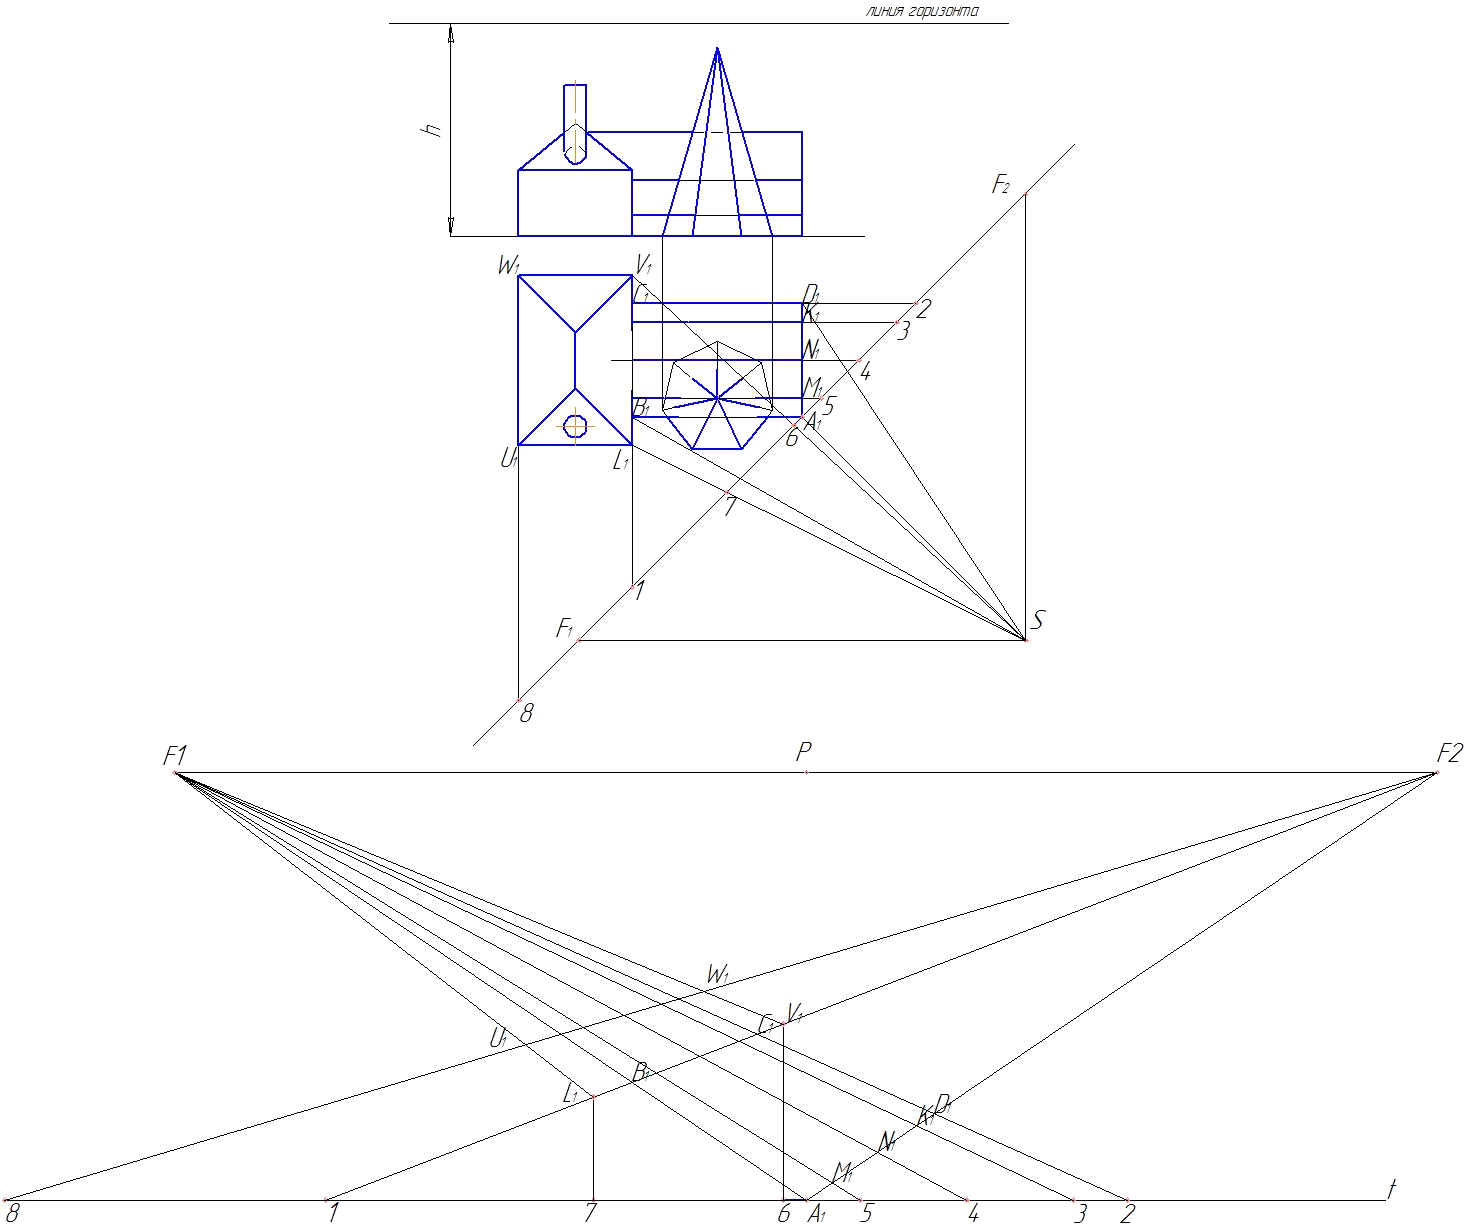 линия горизонта
h
F₂
W₁ V₁
C₁ D₁ 2
K₁ 3
N₁ 4
M₁ 5
B₁ A₁
6
U₁ L₁
7
1
F₁ S
8
F1 P F2
W₁
C₁ V₁
U₁
B₁
L₁ K₁ D₁
N₁
M₁
8 1 7 6 A₁ 5 4 3 2 t